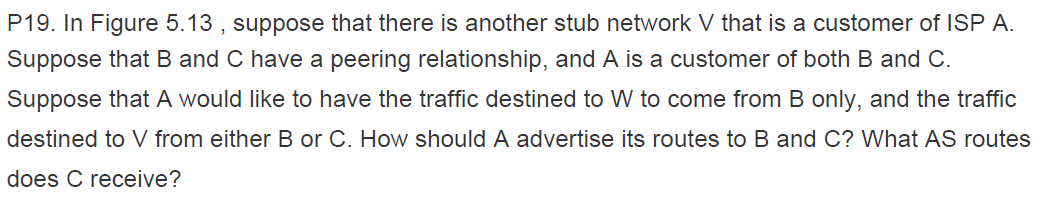 P19. In Figure 5.13 , suppose that there is another stub network V that is a customer of ISP A.
Suppose that B and C have a peering relationship, and A is a customer of both B and C.
Suppose that A would like to have the traffic destined to W to come from B only, and the traffic
destined to V from either B or C. How should A advertise its routes to B and C? What AS routes
does C receive?